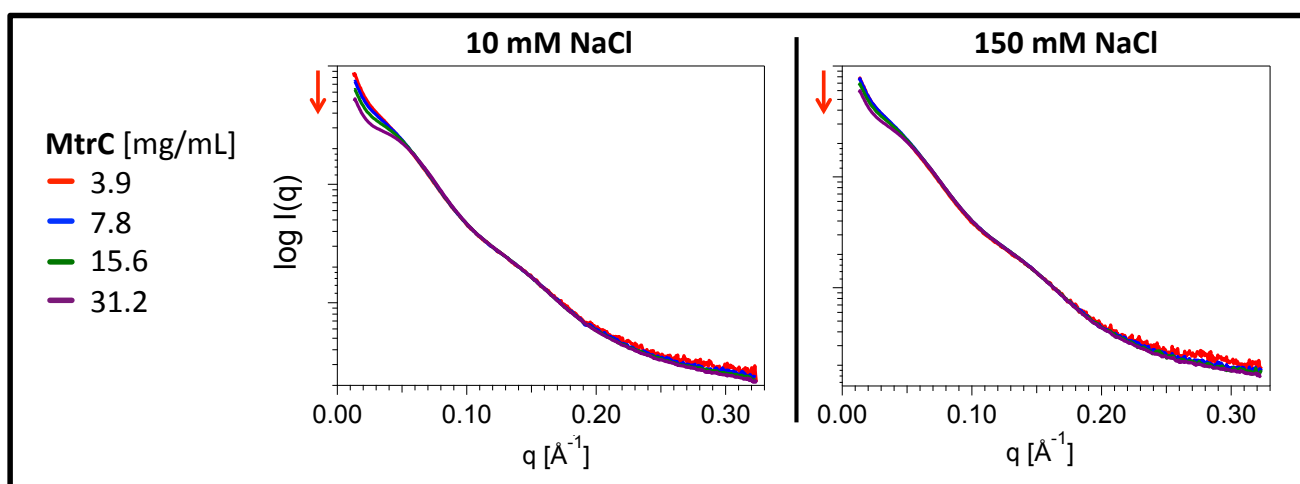 10 mM NaCl
150 mM NaCl
MtrC [mg/mL]
3.9
7.8
15.6
31.2
log I(q)
0.00 0.10 0.20 0.30
q [Å⁻¹]
0.00 0.10 0.20 0.30
q [Å⁻¹]